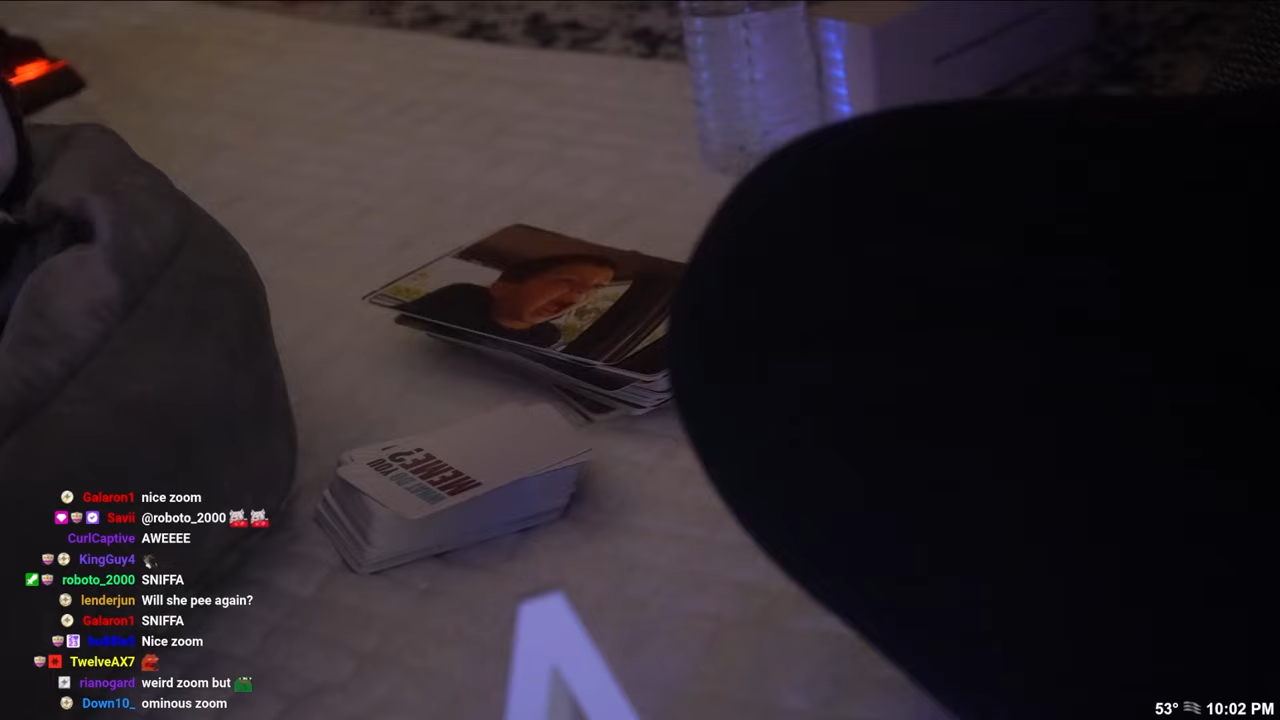 WHAT DO YOU
MEME?
Galaron1 nice zoom
Savii @roboto_2000
CurlCaptive AWEEEE
KingGuy4
roboto_2000 SNIFFA
lenderjun Will she pee again?
Galaron1 SNIFFA
Nice zoom
TwelveAX7
rianogard weird zoom but
Down10_ ominous zoom
53° 10:02 PM